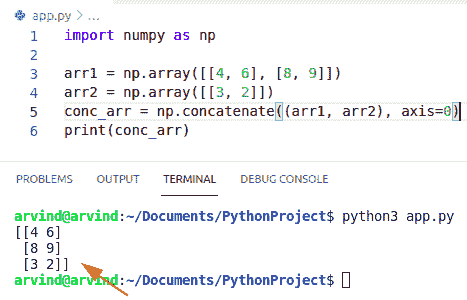 app.py > ...
1 import numpy as np
2
3 arr1 = np.array([[4, 6], [8, 9]])
4 arr2 = np.array([[3, 2]])
5 conc_arr = np.concatenate((arr1, arr2), axis=0)
6 print(conc_arr)
PROBLEMS OUTPUT TERMINAL DEBUG CONSOLE
arvind@arvind:~/Documents/PythonProject$ python3 app.py
[[4 6]
 [8 9]
 [3 2]]
arvind@arvind:~/Documents/PythonProject$